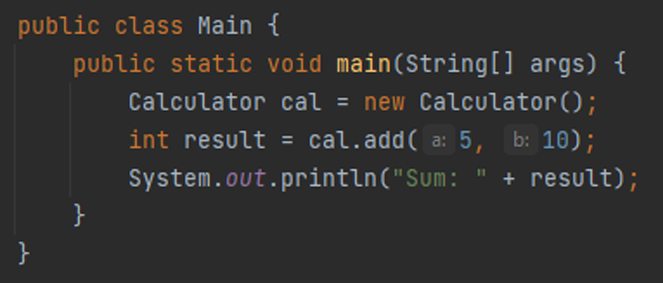 public class Main {
public static void main(String[] args) {
Calculator cal = new Calculator();
int result = cal.add( a: 5, b: 10);
System.out.println("Sum: " + result);
}
}